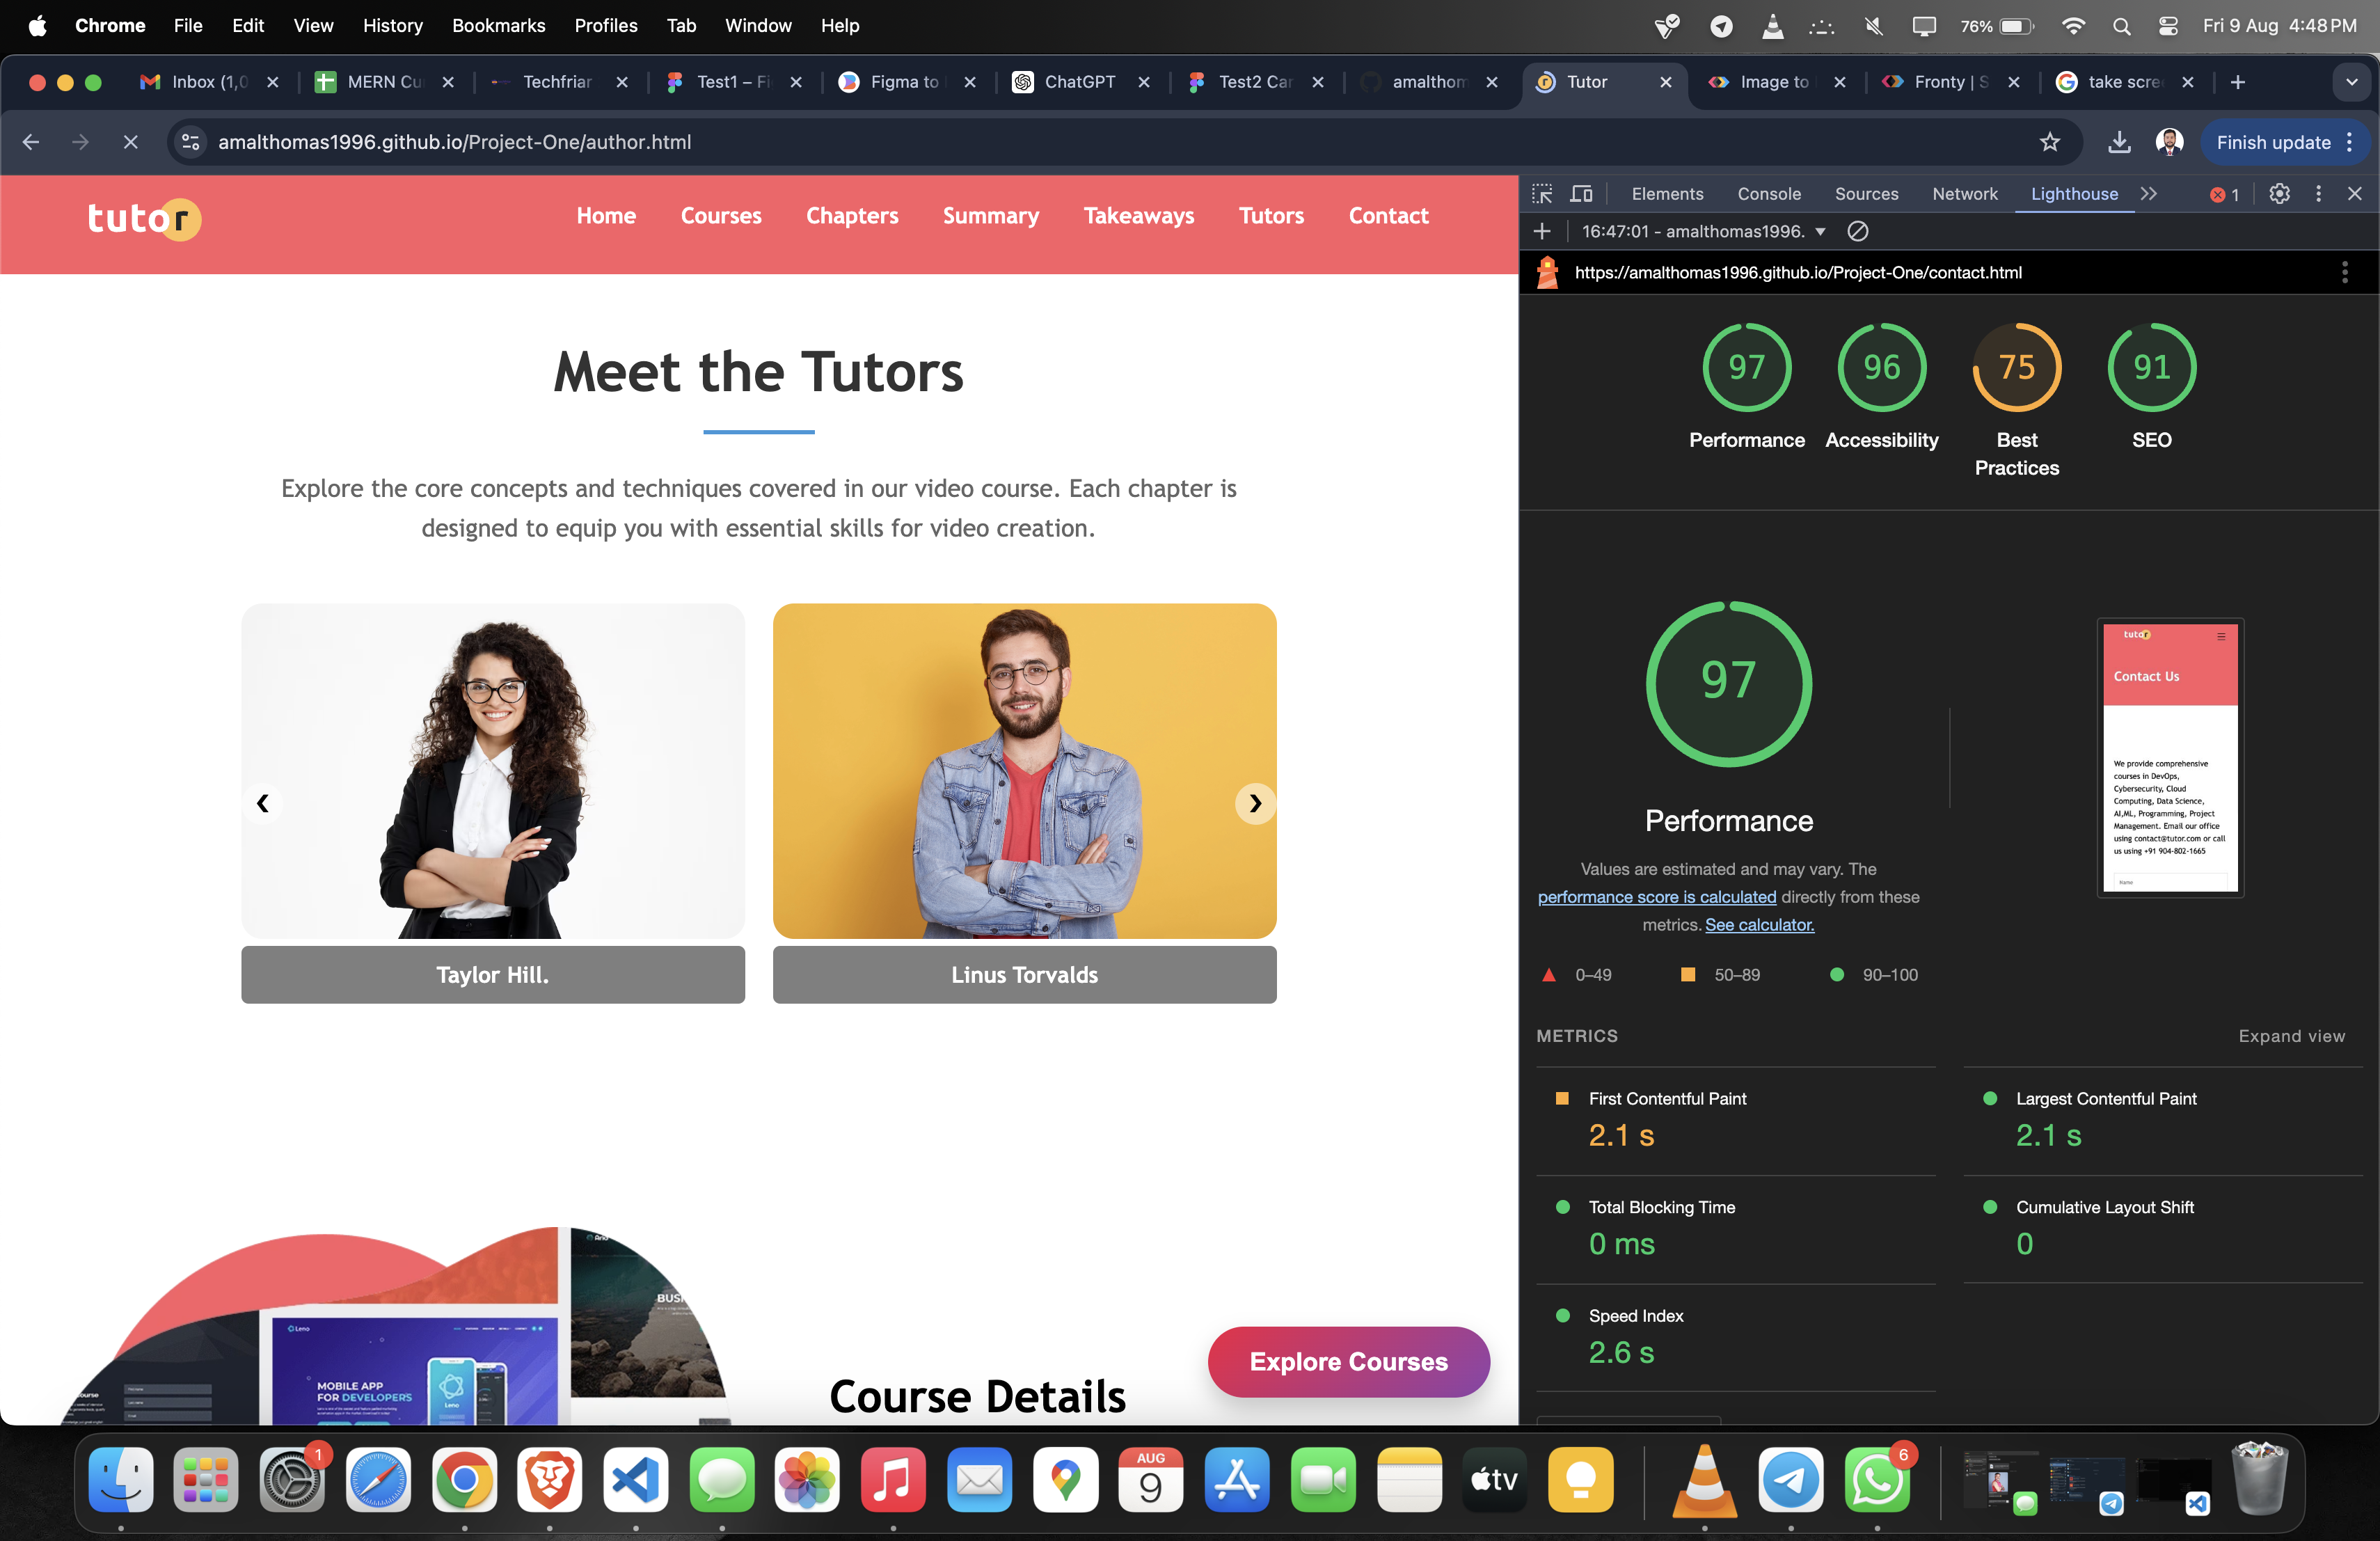 Chrome File Edit View History Bookmarks Profiles Tab Window Help 76% Fri 9 Aug 4:48 PM
Inbox (1,0 MERN Cu Techfriar Test1 – Fi Figma to ChatGPT Test2 Car amalthom Tutor Image to Fronty | S take scre
amalthomas1996.github.io/Project-One/author.html Finish update
tutor Home Courses Chapters Summary Takeaways Tutors Contact
Meet the Tutors
Explore the core concepts and techniques covered in our video course. Each chapter is
designed to equip you with essential skills for video creation.
Taylor Hill.
Linus Torvalds
Leno
MOBILE APP
FOR DEVELOPERS
Leno
BUSI
Course Details
Explore Courses
Elements Console Sources Network Lighthouse 1
16:47:01 - amalthomas1996.
https://amalthomas1996.github.io/Project-One/contact.html
97 96 75 91
Performance Accessibility Best SEO
Practices
97
Performance
Values are estimated and may vary. The
performance score is calculated directly from these
metrics. See calculator.
0–49 50–89 90–100
tutor
Contact Us
We provide comprehensive
courses in DevOps,
Cybersecurity, Cloud
Computing, Data Science,
AI,ML, Programming, Project
Management. Email our office
using contact@tutor.com or call
us using +91 904-802-1665
Name
METRICS Expand view
First Contentful Paint
2.1 s
Largest Contentful Paint
2.1 s
Total Blocking Time
0 ms
Cumulative Layout Shift
0
Speed Index
2.6 s
1
AUG
9
tv
6